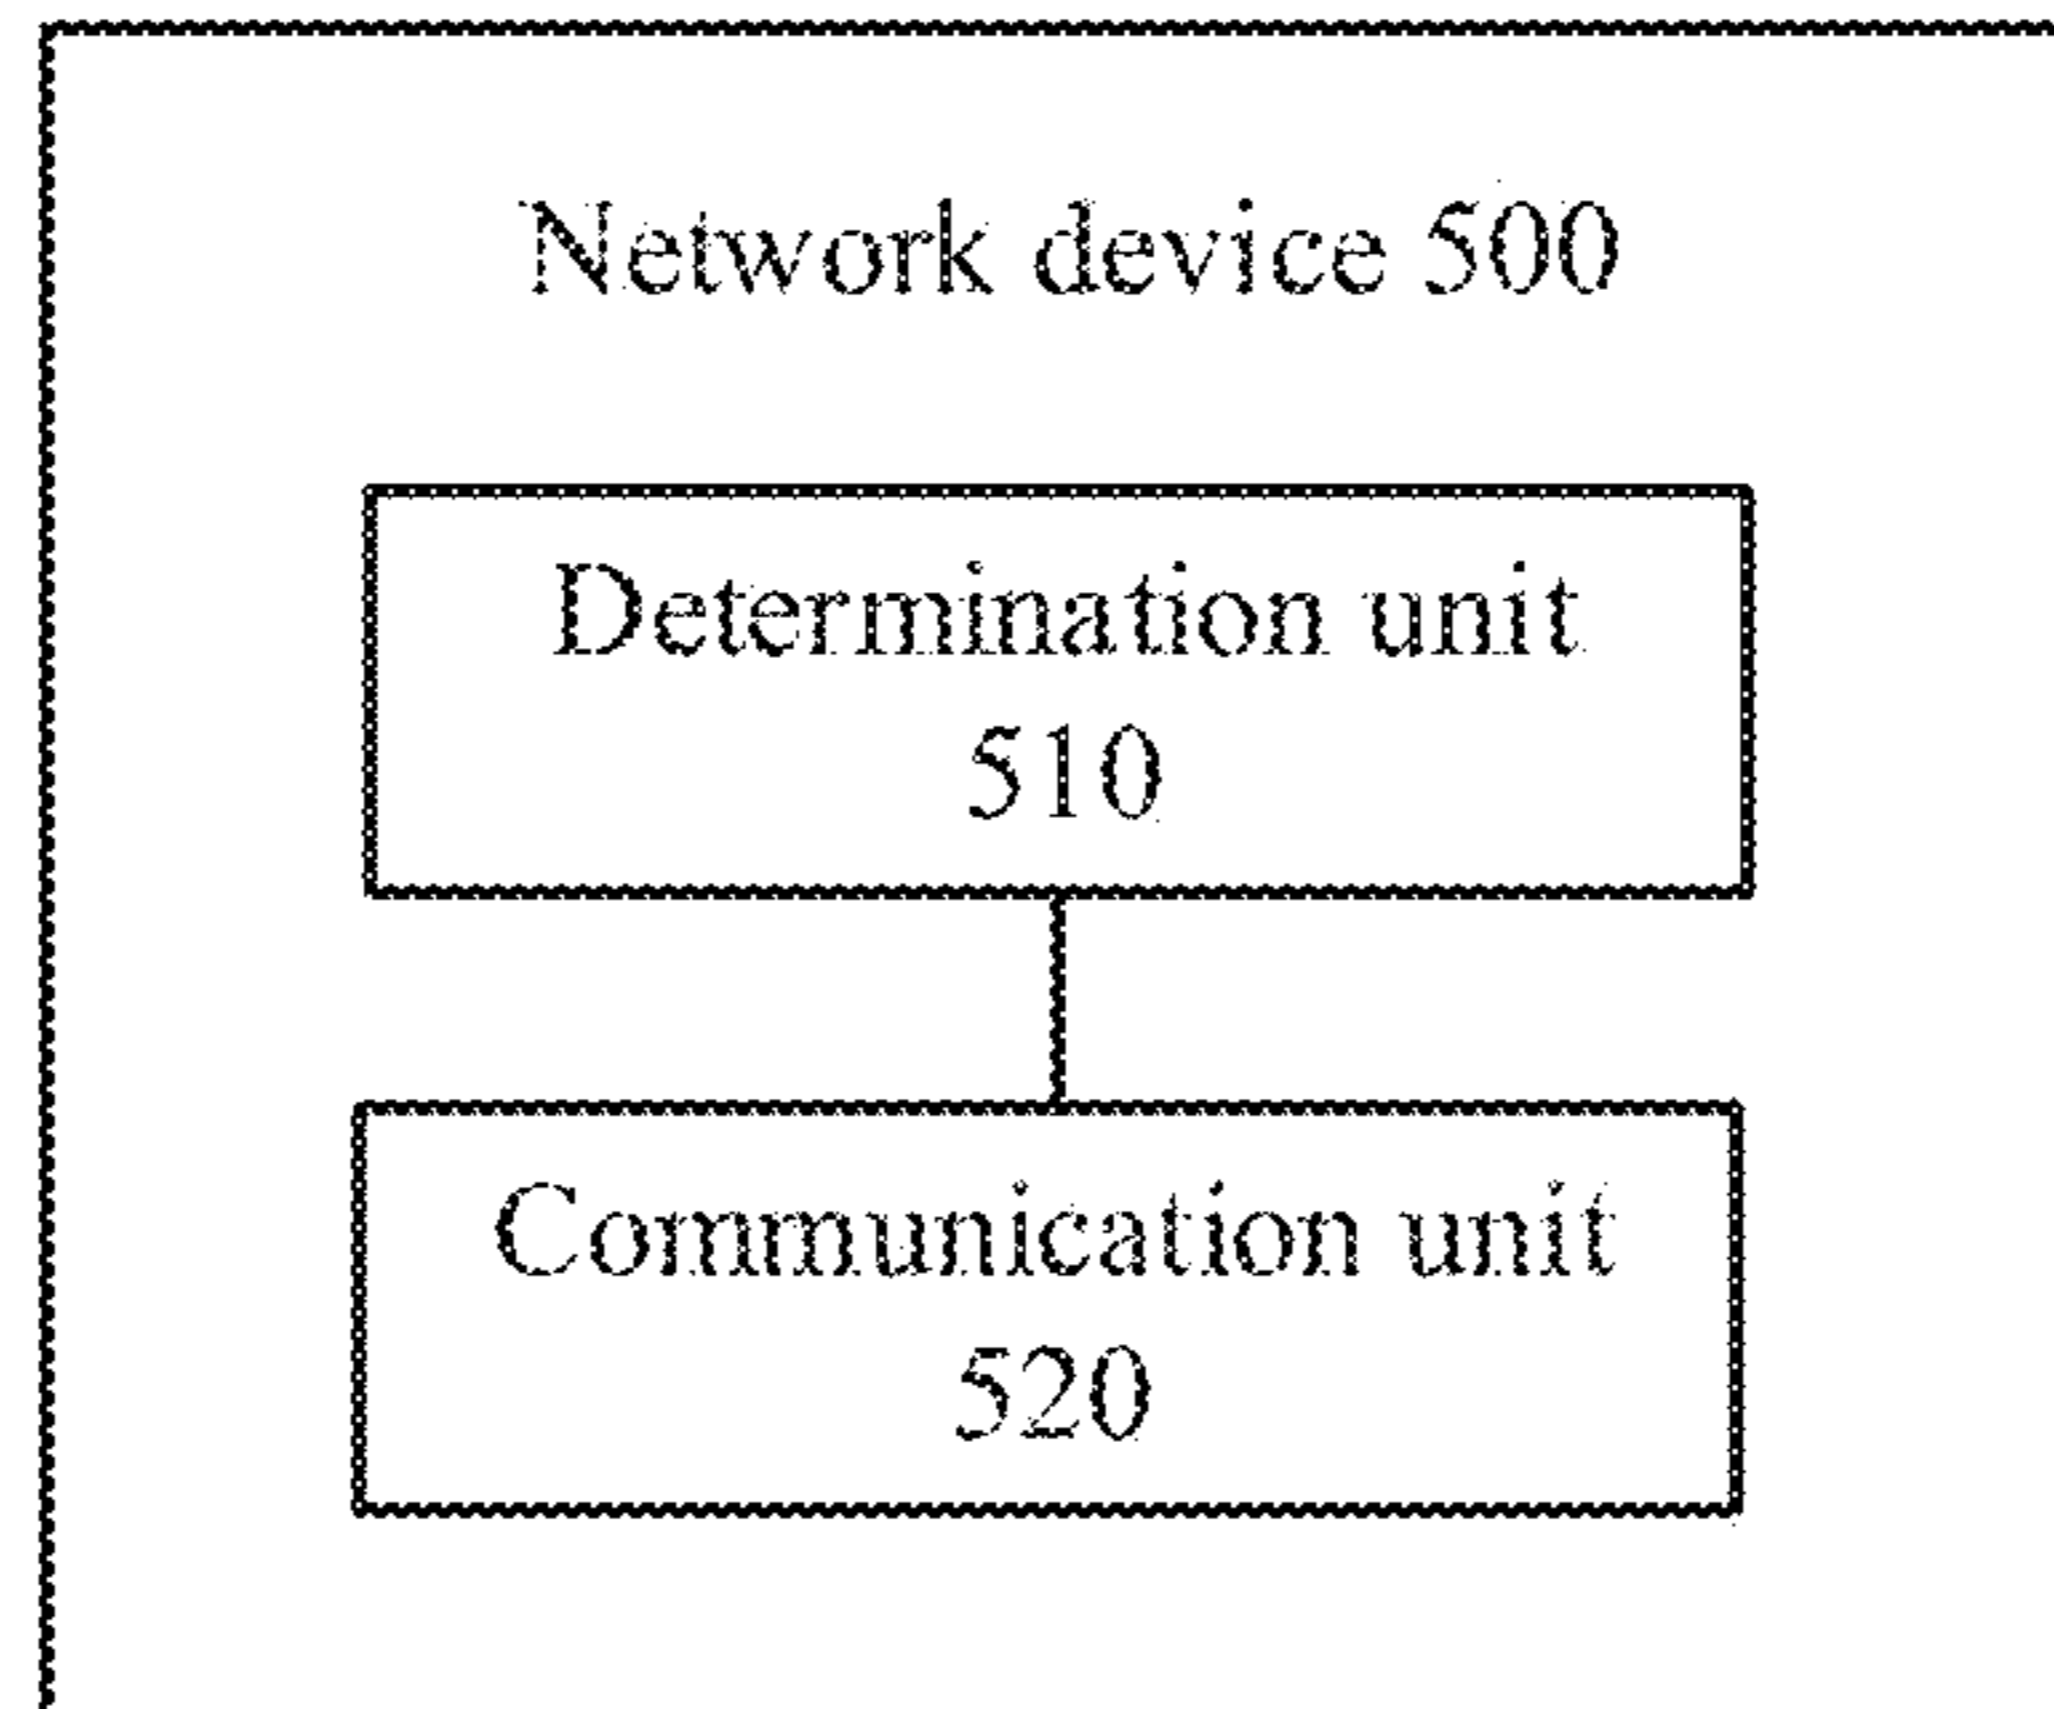 Network device 500
Determination unit
510
Communication unit
520